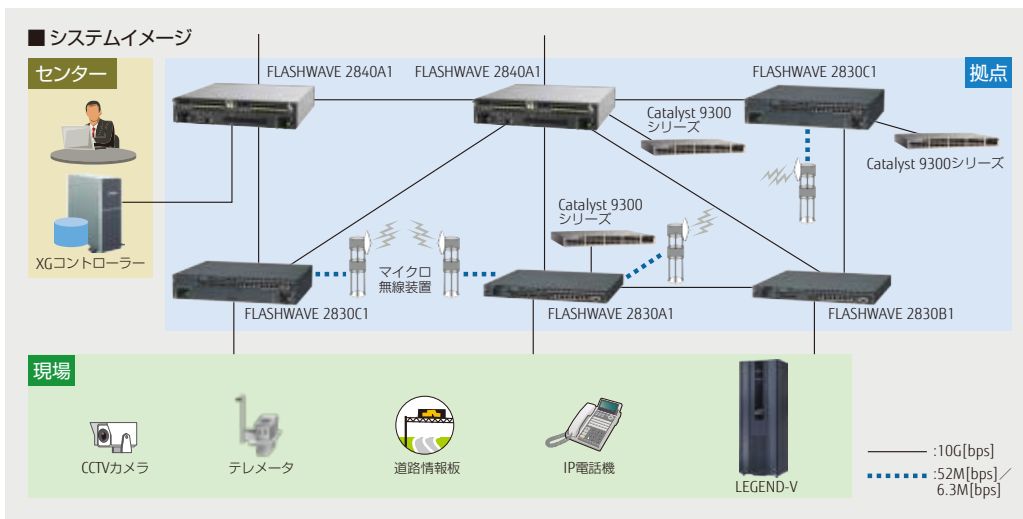 ■ システムイメージ
センター
拠点
FLASHWAVE 2840A1
FLASHWAVE 2840A1
FLASHWAVE 2830C1
Catalyst 9300
シリーズ
Catalyst 9300シリーズ
Catalyst 9300
シリーズ
XGコントローラー
マイクロ
無線装置
FLASHWAVE 2830C1
FLASHWAVE 2830A1
FLASHWAVE 2830B1
現場
CCTVカメラ
テレメータ
道路情報板
IP電話機
LEGEND-V
:10G[bps]
:52M[bps]／
6.3M[bps]